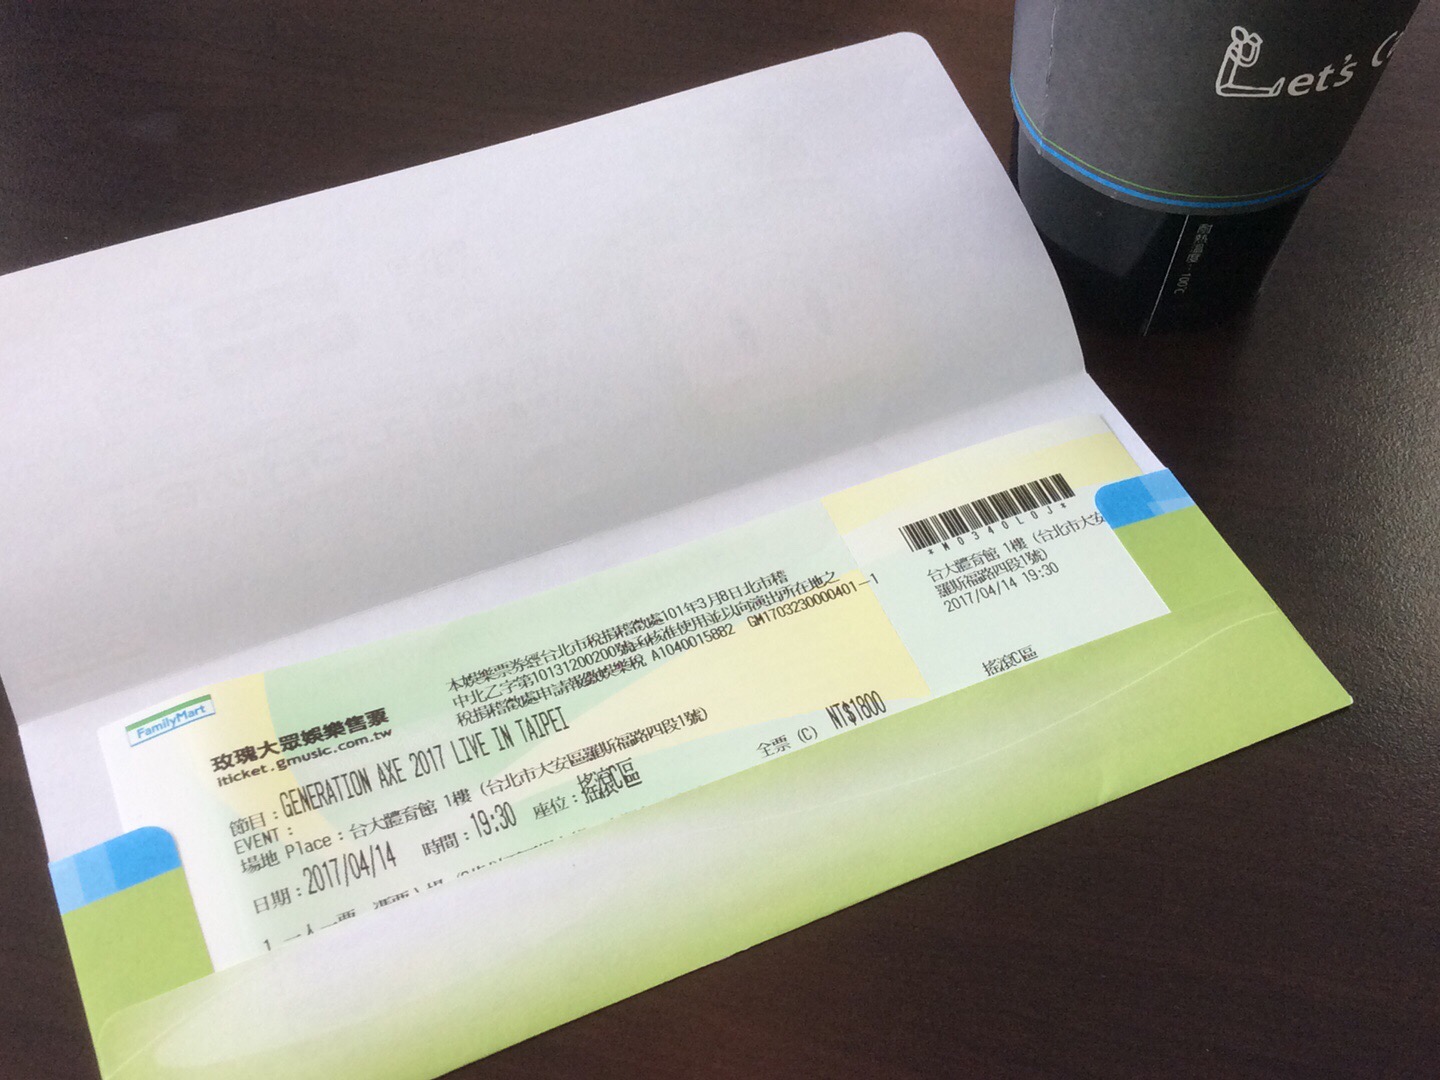 Let's
100℃
FamilyMart
玫瑰大眾娛樂售票
iticket.gmusic.com.tw
本娛樂票券經台北市稅捐稽徵處101年3月8日北市稽
中北乙字第10131200200號函核准使用並以向演出所在地之
稅捐稽徵處申請報繳娛樂稅 A1040015882 GM1703230000401-1
節目：GENERATION AXE 2017 LIVE IN TAIPEI
EVENT：
場地 Place：台大體育館 1樓 (台北市大安區羅斯福路四段1號)
日期：2017/04/14 時間：19:30 座位：搖滾C區
全票 (C) NT$1800
1. 一人一票
*M0340L0J*
台大體育館 1樓 (台北市大安
羅斯福路四段1號)
2017/04/14 19:30
搖滾C區